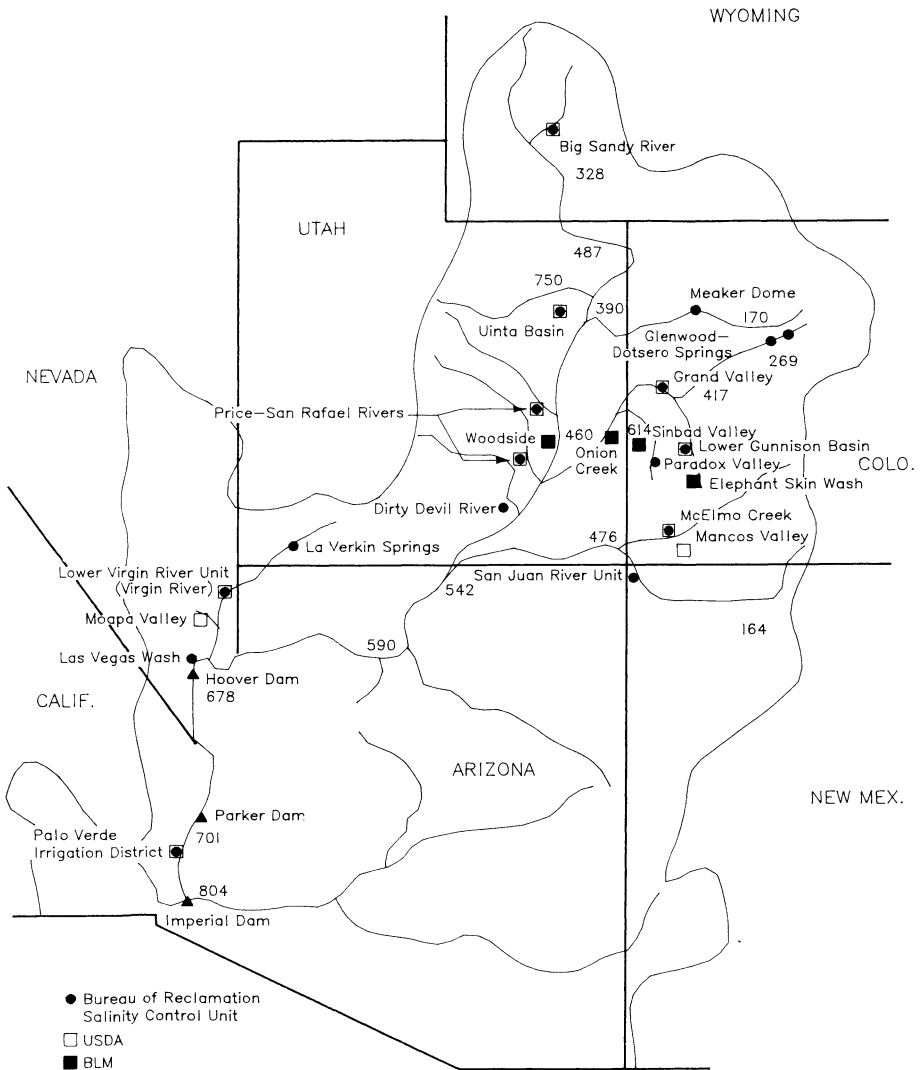 WYOMING
Big Sandy River
328
UTAH
487
750
390
Meaker Dome
170
Uinta Basin
Glenwood–
Dotsero Springs
269
NEVADA
Grand Valley
417
Price–San Rafael Rivers
Woodside
460
614
Sinbad Valley
Onion
Creek
Lower Gunnison Basin
Paradox Valley
COLO.
Elephant Skin Wash
Dirty Devil River
McElmo Creek
476
Mancos Valley
La Verkin Springs
Lower Virgin River Unit
(Virgin River)
San Juan River Unit
542
Moapa Valley
164
590
Las Vegas Wash
Hoover Dam
678
CALIF.
ARIZONA
NEW MEX.
Parker Dam
701
Palo Verde
Irrigation District
804
Imperial Dam
Bureau of Reclamation
Salinity Control Unit
USDA
BLM